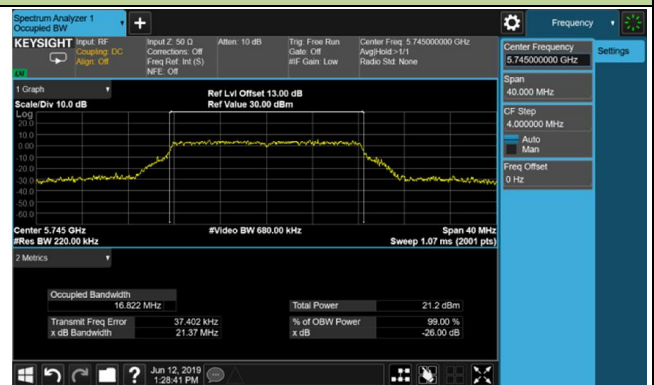 Spectrum Analyzer 1
Occupied BW
Frequency
KEYSIGHT
Input: RF
Coupling: DC
Align: Off
Input Z: 50 Ω
Corrections: Off
Freq Ref: Int (S)
NFE: Off
Atten: 10 dB
Trig: Free Run
Gate: Off
#IF Gain: Low
Center Freq: 5.745000000 GHz
Avg|Hold:>1/1
Radio Std: None
Center Frequency
5.745000000 GHz
Settings
Span
40.000 MHz
CF Step
4.000000 MHz
Auto
Man
Freq Offset
0 Hz
1 Graph
Scale/Div 10.0 dB
Ref Lvl Offset 13.00 dB
Ref Value 30.00 dBm
Log
20.0
10.0
0.00
-10.0
-20.0
-30.0
-40.0
-50.0
-60.0
Center 5.745 GHz
#Res BW 220.00 kHz
#Video BW 680.00 kHz
Span 40 MHz
Sweep 1.07 ms (2001 pts)
2 Metrics
Occupied Bandwidth
16.822 MHz
Total Power 21.2 dBm
Transmit Freq Error 37.402 kHz
% of OBW Power 99.00 %
x dB Bandwidth 21.37 MHz
x dB -26.00 dB
?
Jun 12, 2019
1:28:41 PM